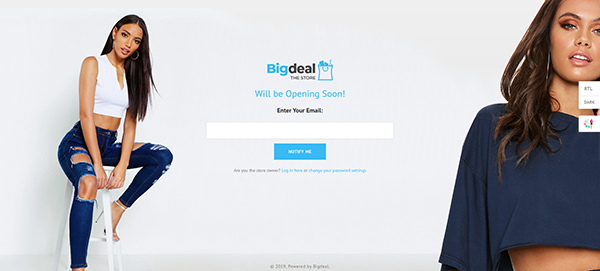 Bigdeal
THE STORE
Will be Opening Soon!
Enter Your Email:
NOTIFY ME
Are you the store owner? Log in here or change your password settings
RTL
DARK
© 2019, Powered by Bigdeal.